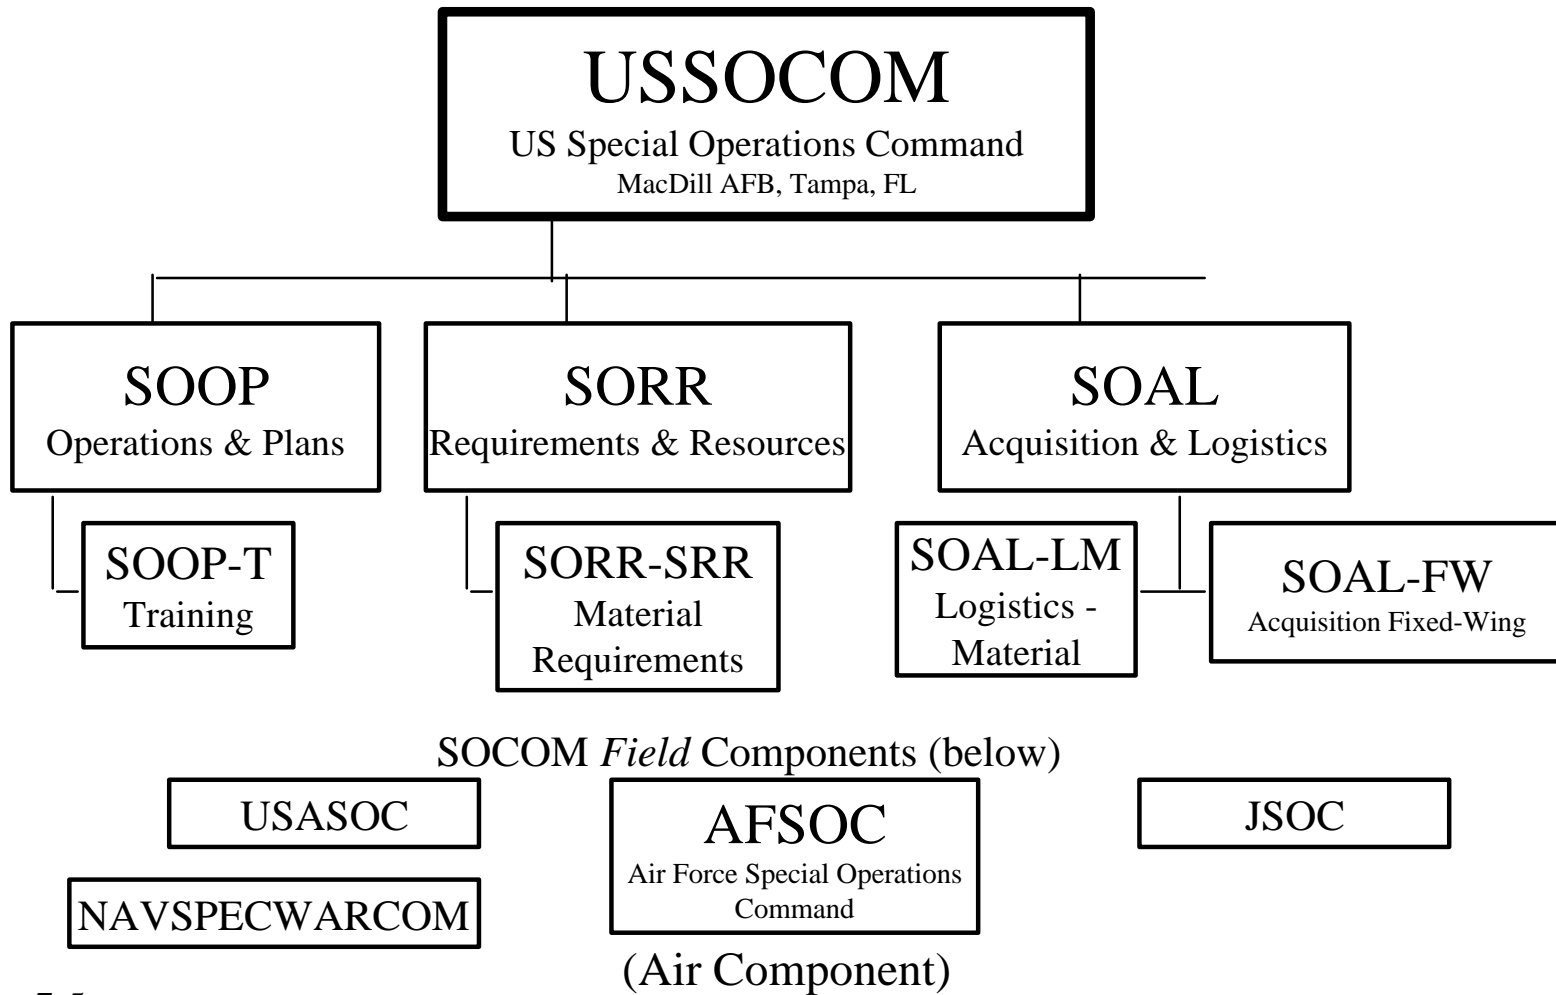 USSOCOM
US Special Operations Command
MacDill AFB, Tampa, FL
SOOP
Operations & Plans
SORR
Requirements & Resources
SOAL
Acquisition & Logistics
SOOP-T
Training
SORR-SRR
Material
Requirements
SOAL-LM
Logistics -
Material
SOAL-FW
Acquisition Fixed-Wing
SOCOM Field Components (below)
USASOC
NAVSPECWARCOM
AFSOC
Air Force Special Operations
Command
(Air Component)
JSOC